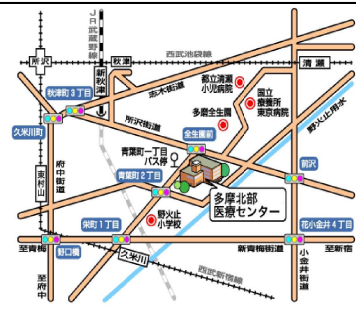 JR武蔵野線
所沢
秋津
新秋津
西武池袋線
清瀬
秋津町3丁目
志木街道
都立清瀬
小児病院
国立
療養所
東京病院
多磨全生園
久米川町
所沢街道
全生園前
野火止用水
青葉町一丁目
バス停
府中街道
青葉町2丁目
前沢
東村山
多摩北部
医療センター
栄町1丁目
野火止
小学校
花小金井4丁目
至青梅
野口橋
久米川
新青梅街道
至新宿
西武新宿線
小金井街道
至府中